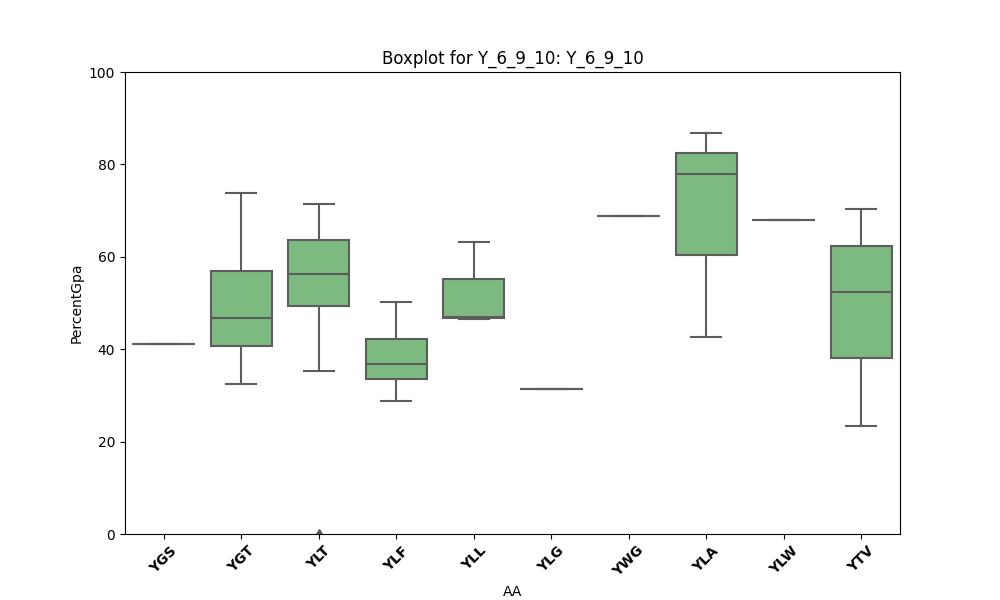 Boxplot for Y_6_9_10: Y_6_9_10
100
80
60
40
20
0
PercentGpa
YGS YGT YLT YLF YLL YLG YWG YLA YLW YTV
AA